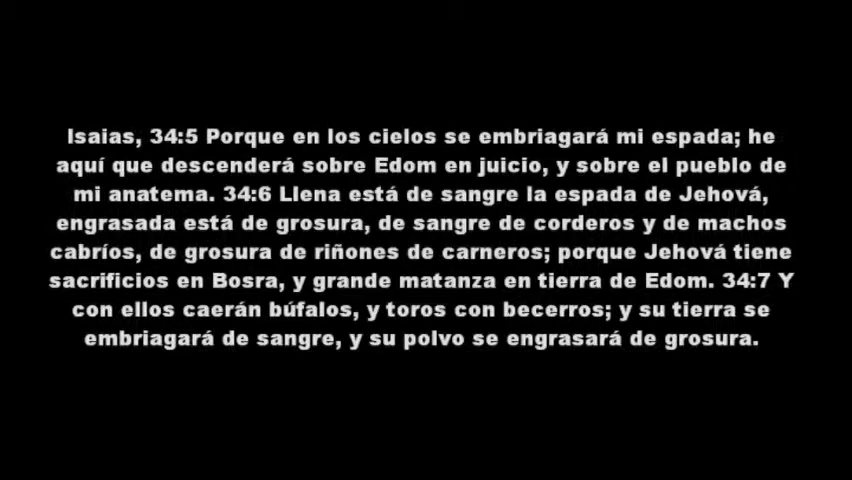 Isaias, 34:5 Porque en los cielos se embriagará mi espada; he
aquí que descenderá sobre Edom en juicio, y sobre el pueblo de
mi anatema. 34:6 Llena está de sangre la espada de Jehová,
engrasada está de grosura, de sangre de corderos y de machos
cabríos, de grosura de riñones de carneros; porque Jehová tiene
sacrificios en Bosra, y grande matanza en tierra de Edom. 34:7 Y
con ellos caerán búfalos, y toros con becerros; y su tierra se
embriagará de sangre, y su polvo se engrasará de grosura.